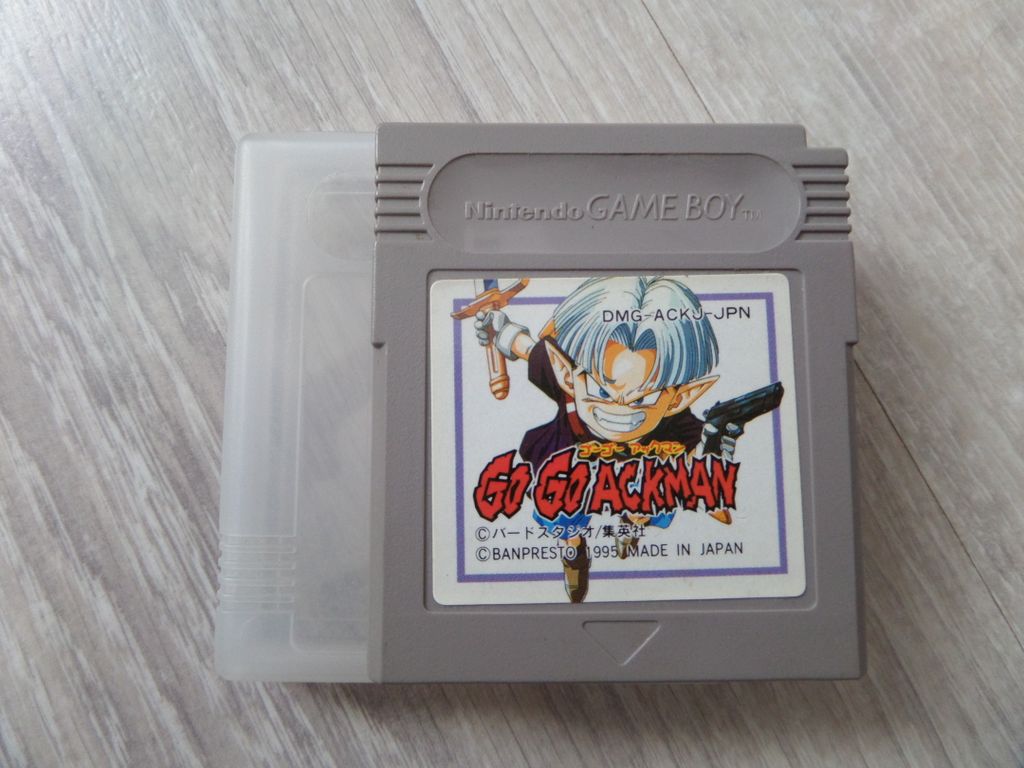 Nintendo GAME BOY TM
DMG-ACKJ-JPN
ゴーゴー アックマン
GO GO ACKMAN
©バードスタジオ/集英社
©BANPRESTO 1995 MADE IN JAPAN